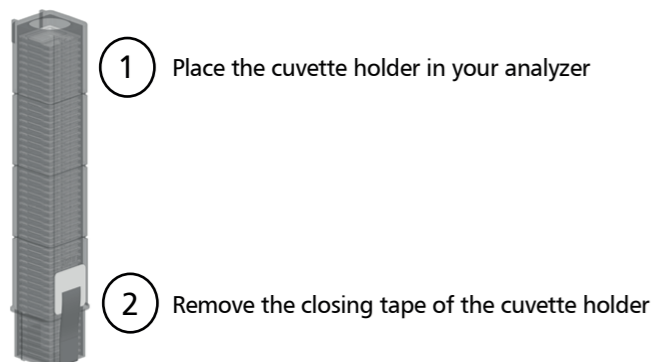 1 Place the cuvette holder in your analyzer
2 Remove the closing tape of the cuvette holder